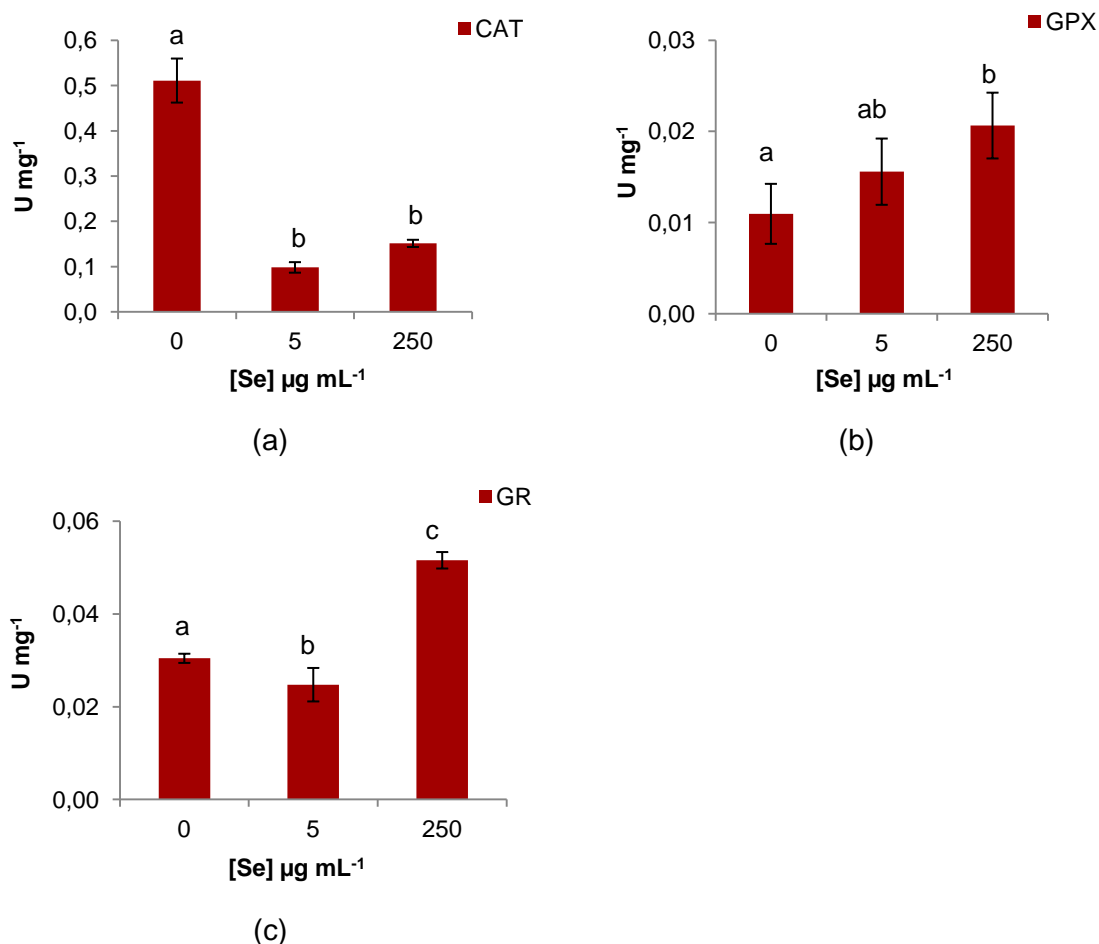 CAT
0,6
0,5
0,4
0,3
0,2
0,1
0,0
U mg-1
a
b
b
0
5
250
[Se] µg mL-1
(a)
GPX
0,03
0,02
0,01
0,00
U mg-1
a
ab
b
0
5
250
[Se] µg mL-1
(b)
GR
0,06
0,04
0,02
0,00
U mg-1
a
b
c
0
5
250
[Se] µg mL-1
(c)